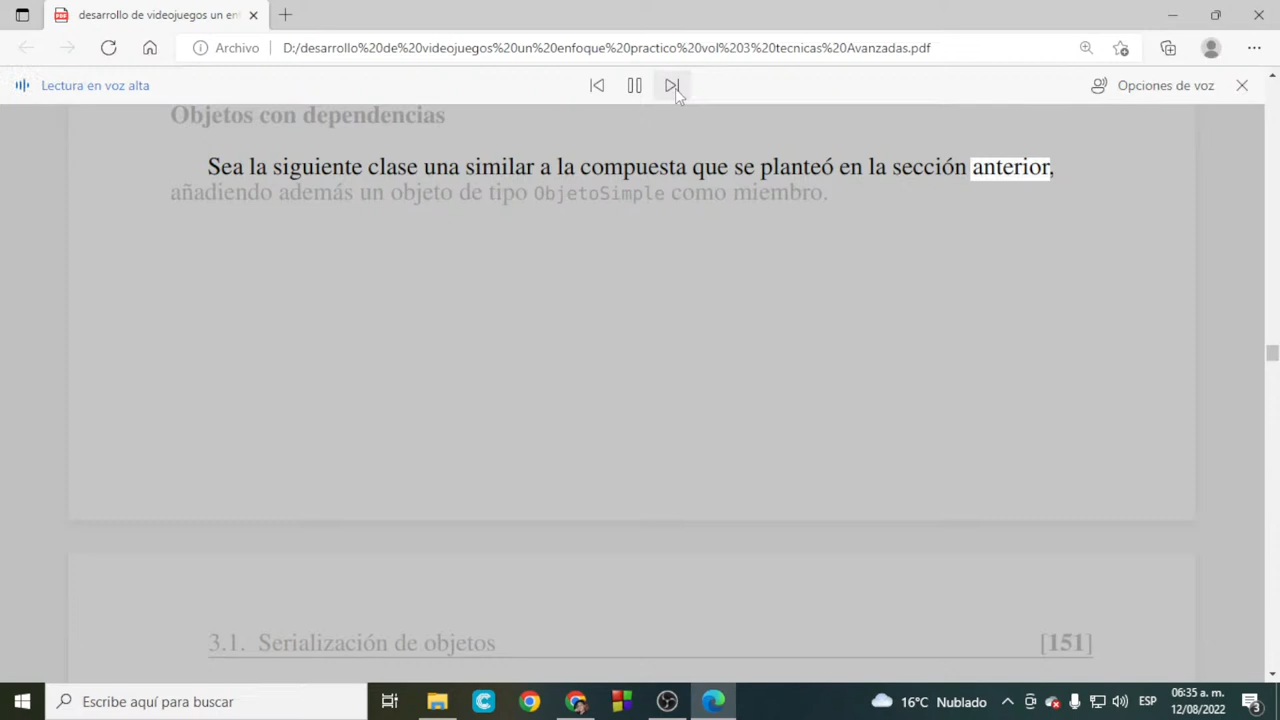 desarrollo de videojuegos un en
Archivo
D:/desarrollo%20de%20videojuegos%20un%20enfoque%20practico%20vol%203%20tecnicas%20Avanzadas.pdf
Lectura en voz alta
Opciones de voz
Objetos con dependencias
Sea la siguiente clase una similar a la compuesta que se planteó en la sección anterior,
añadiendo además un objeto de tipo ObjetoSimple como miembro.
3.1. Serialización de objetos [151]
Escribe aquí para buscar
16°C Nublado
ESP
06:35 a. m.
12/08/2022
3